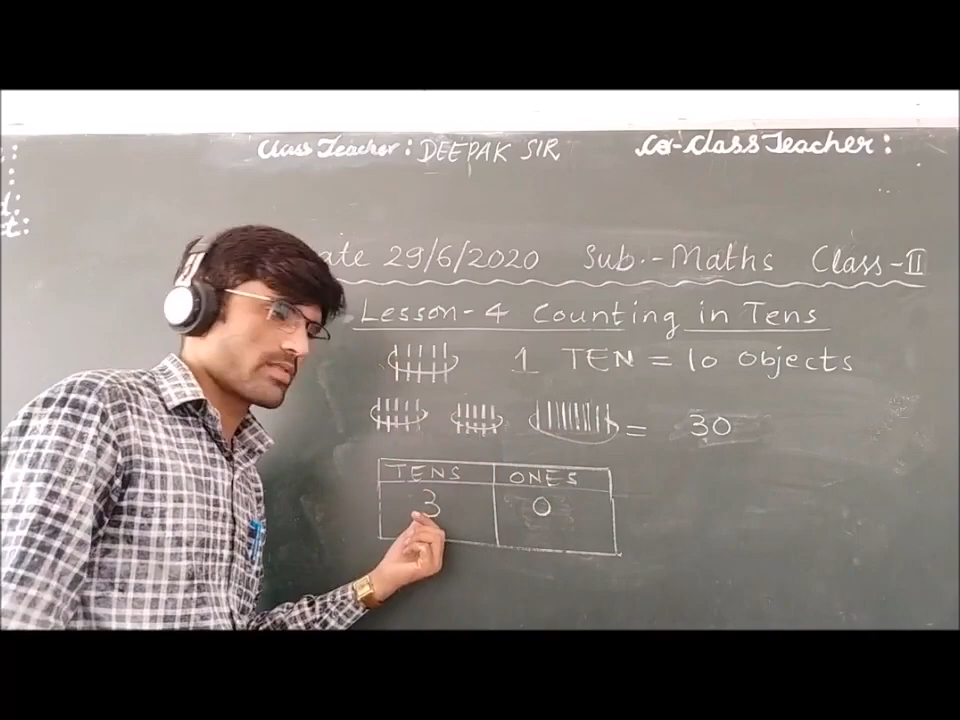 Class Teacher: DEEPAK SIR Co-Class Teacher:
ate 29/6/2020 Sub.- Maths Class-II
Lesson-4 Counting in Tens
1 TEN = 10 Objects
= 30
TENS ONES
3 0